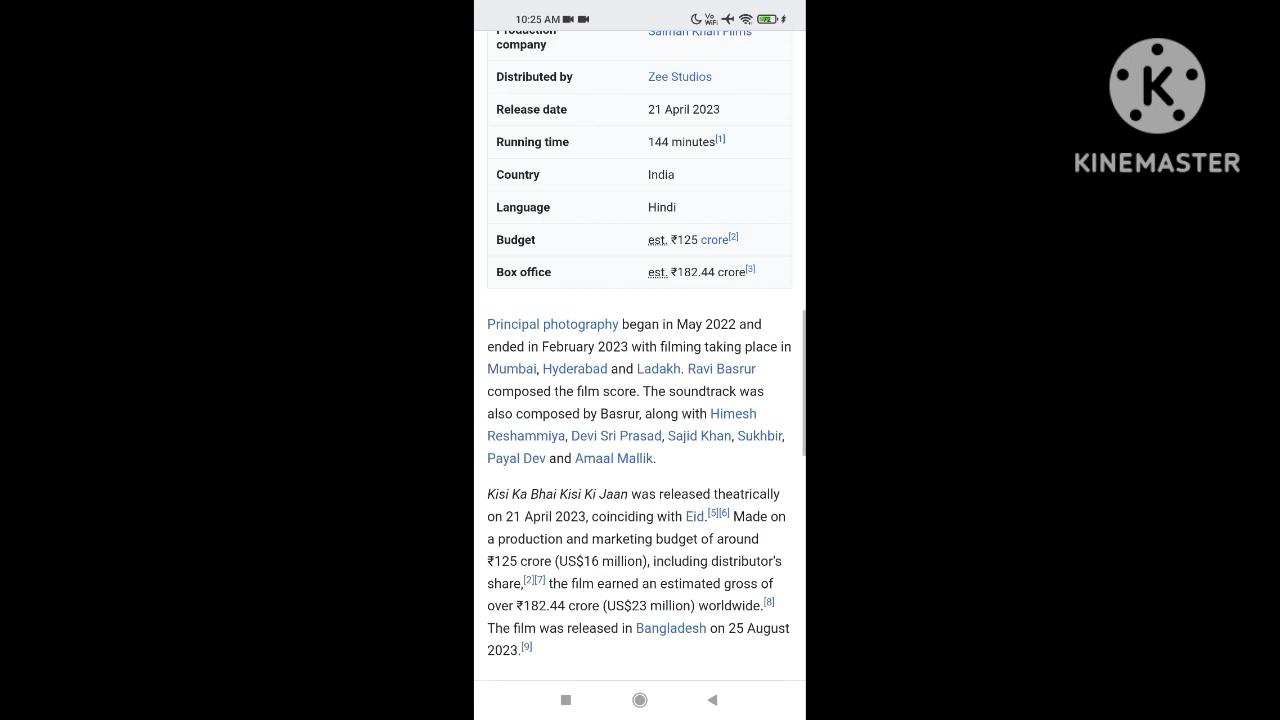 10:25 AM
Vo
WiFi
72
Production
Salman Khan Films
company
Distributed by
Zee Studios
Release date
21 April 2023
Running time
144 minutes[1]
Country
India
Language
Hindi
Budget
est. ₹125 crore[2]
Box office
est. ₹182.44 crore[3]
Principal photography began in May 2022 and
ended in February 2023 with filming taking place in
Mumbai, Hyderabad and Ladakh. Ravi Basrur
composed the film score. The soundtrack was
also composed by Basrur, along with Himesh
Reshammiya, Devi Sri Prasad, Sajid Khan, Sukhbir,
Payal Dev and Amaal Mallik.
Kisi Ka Bhai Kisi Ki Jaan was released theatrically
on 21 April 2023, coinciding with Eid.[5][6] Made on
a production and marketing budget of around
₹125 crore (US$16 million), including distributor's
share,[2][7] the film earned an estimated gross of
over ₹182.44 crore (US$23 million) worldwide.[8]
The film was released in Bangladesh on 25 August
2023.[9]
K
KINEMASTER